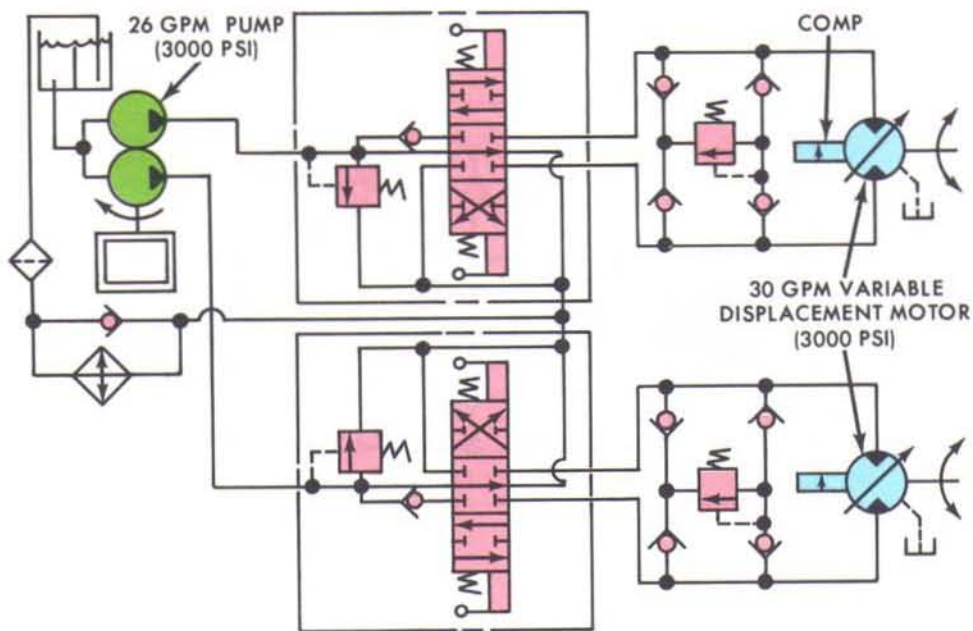 26 GPM PUMP
(3000 PSI)
COMP
30 GPM VARIABLE
DISPLACEMENT MOTOR
(3000 PSI)